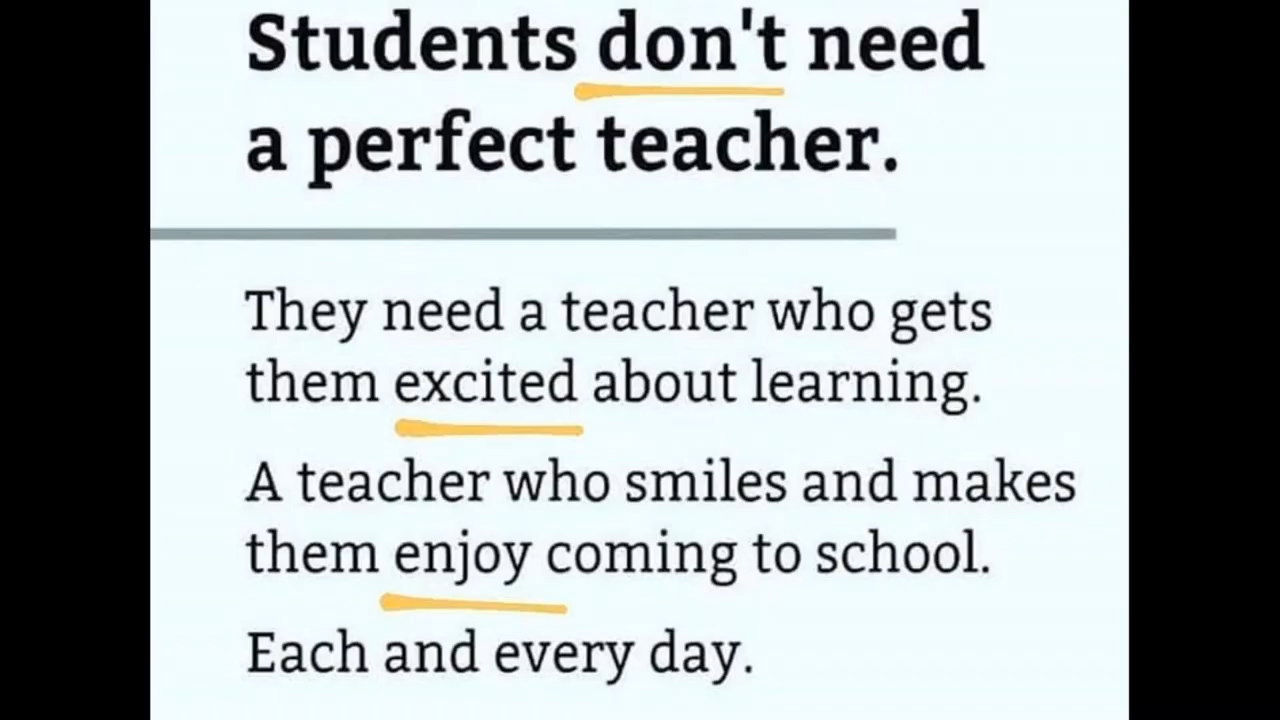 Students don't need
a perfect teacher.
They need a teacher who gets
them excited about learning.
A teacher who smiles and makes
them enjoy coming to school.
Each and every day.